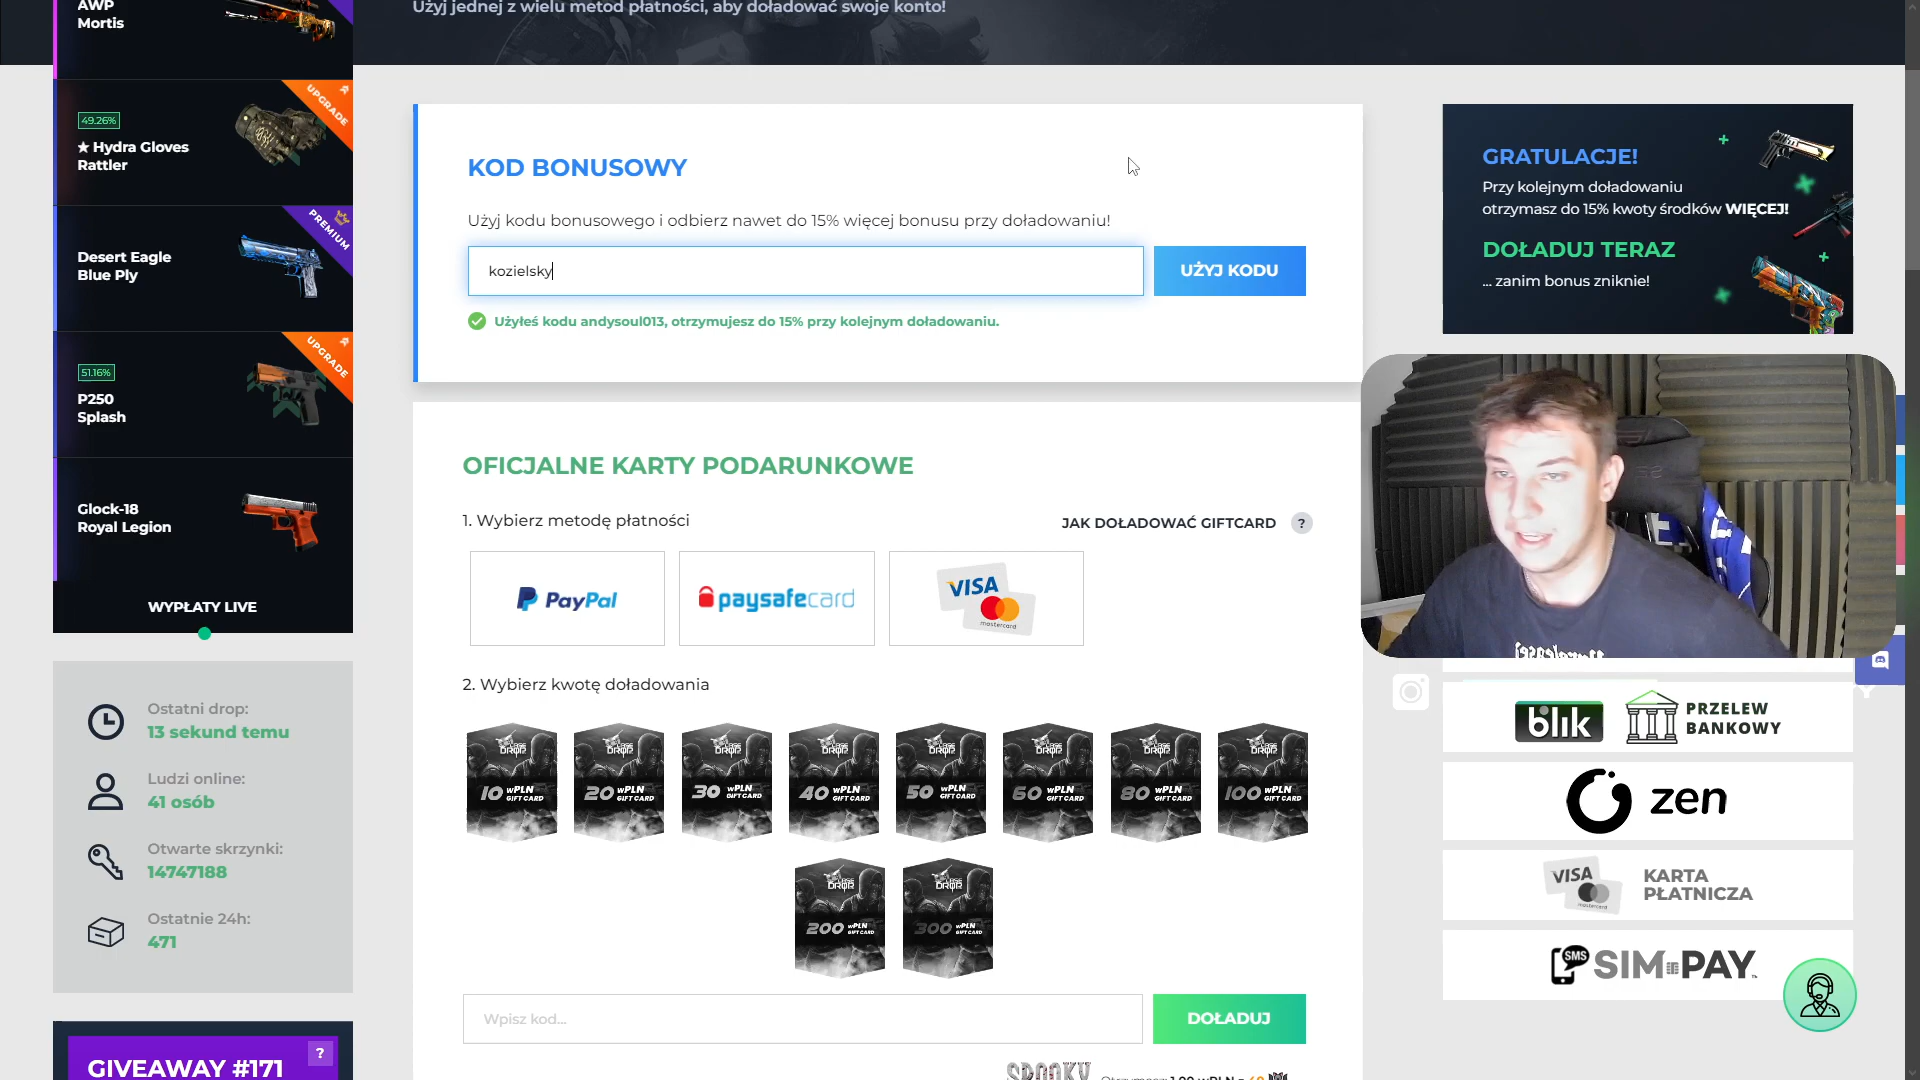 Użyj jednej z wielu metod płatności, aby doładować swoje konto!
AWP
Mortis
UPGRADE
49.26%
★ Hydra Gloves
Rattler
PREMIUM
Desert Eagle
Blue Ply
UPGRADE
51.16%
P250
Splash
Glock-18
Royal Legion
WYPŁATY LIVE
Ostatni drop:
13 sekund temu
Ludzi online:
41 osób
Otwarte skrzynki:
14747188
Ostatnie 24h:
471
GIVEAWAY #171
?
KOD BONUSOWY
Użyj kodu bonusowego i odbierz nawet do 15% więcej bonusu przy doładowaniu!
kozielsky
UŻYJ KODU
Użyłeś kodu andysoul013, otrzymujesz do 15% przy kolejnym doładowaniu.
OFICJALNE KARTY PODARUNKOWE
1. Wybierz metodę płatności
JAK DOŁADOWAĆ GIFTCARD ?
PayPal
paysafecard
VISA
mastercard
2. Wybierz kwotę doładowania
10 wPLN GIFT CARD
20 wPLN GIFT CARD
30 wPLN GIFT CARD
40 wPLN GIFT CARD
50 wPLN GIFT CARD
60 wPLN GIFT CARD
80 wPLN GIFT CARD
100 wPLN GIFT CARD
200 wPLN GIFT CARD
300 wPLN GIFT CARD
Wpisz kod...
DOŁADUJ
SPOOKY
GRATULACJE!
Przy kolejnym doładowaniu
otrzymasz do 15% kwoty środków WIĘCEJ!
DOŁADUJ TERAZ
... zanim bonus zniknie!
blik
PRZELEW
BANKOWY
zen
VISA
mastercard
KARTA
PŁATNICZA
SMS
SIM PAY